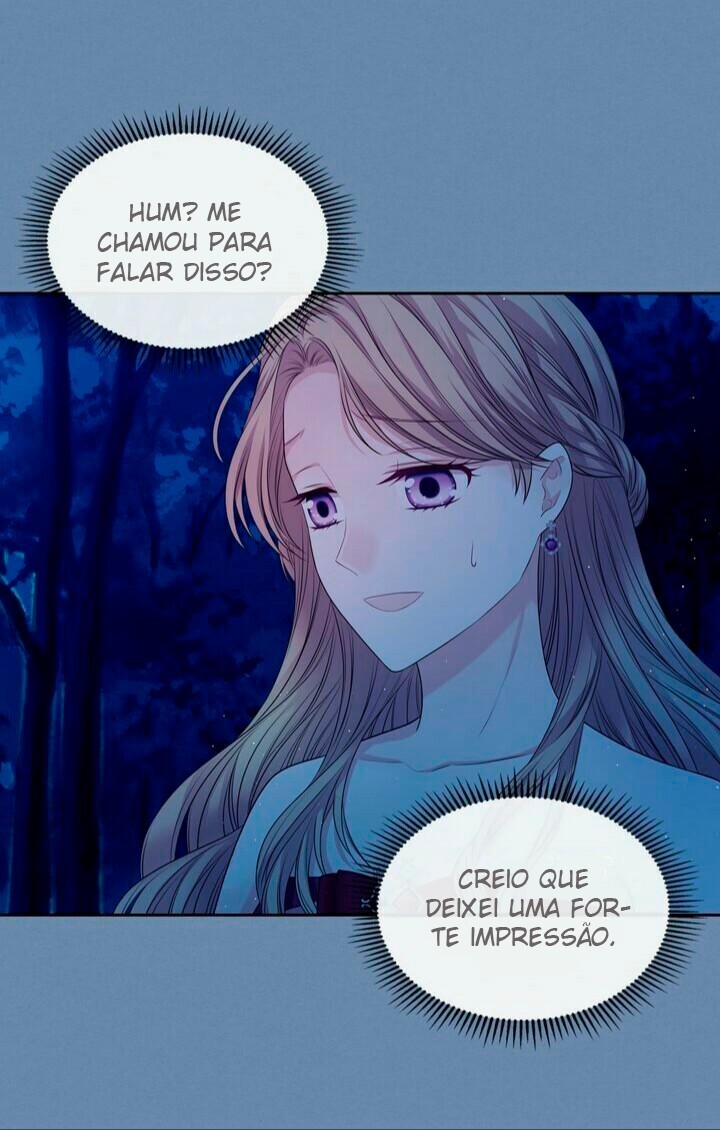 HUM? ME
CHAMOU PARA
FALAR DISSO?
CREIO QUE
DEIXEI UMA FOR-
TE IMPRESSÃO.